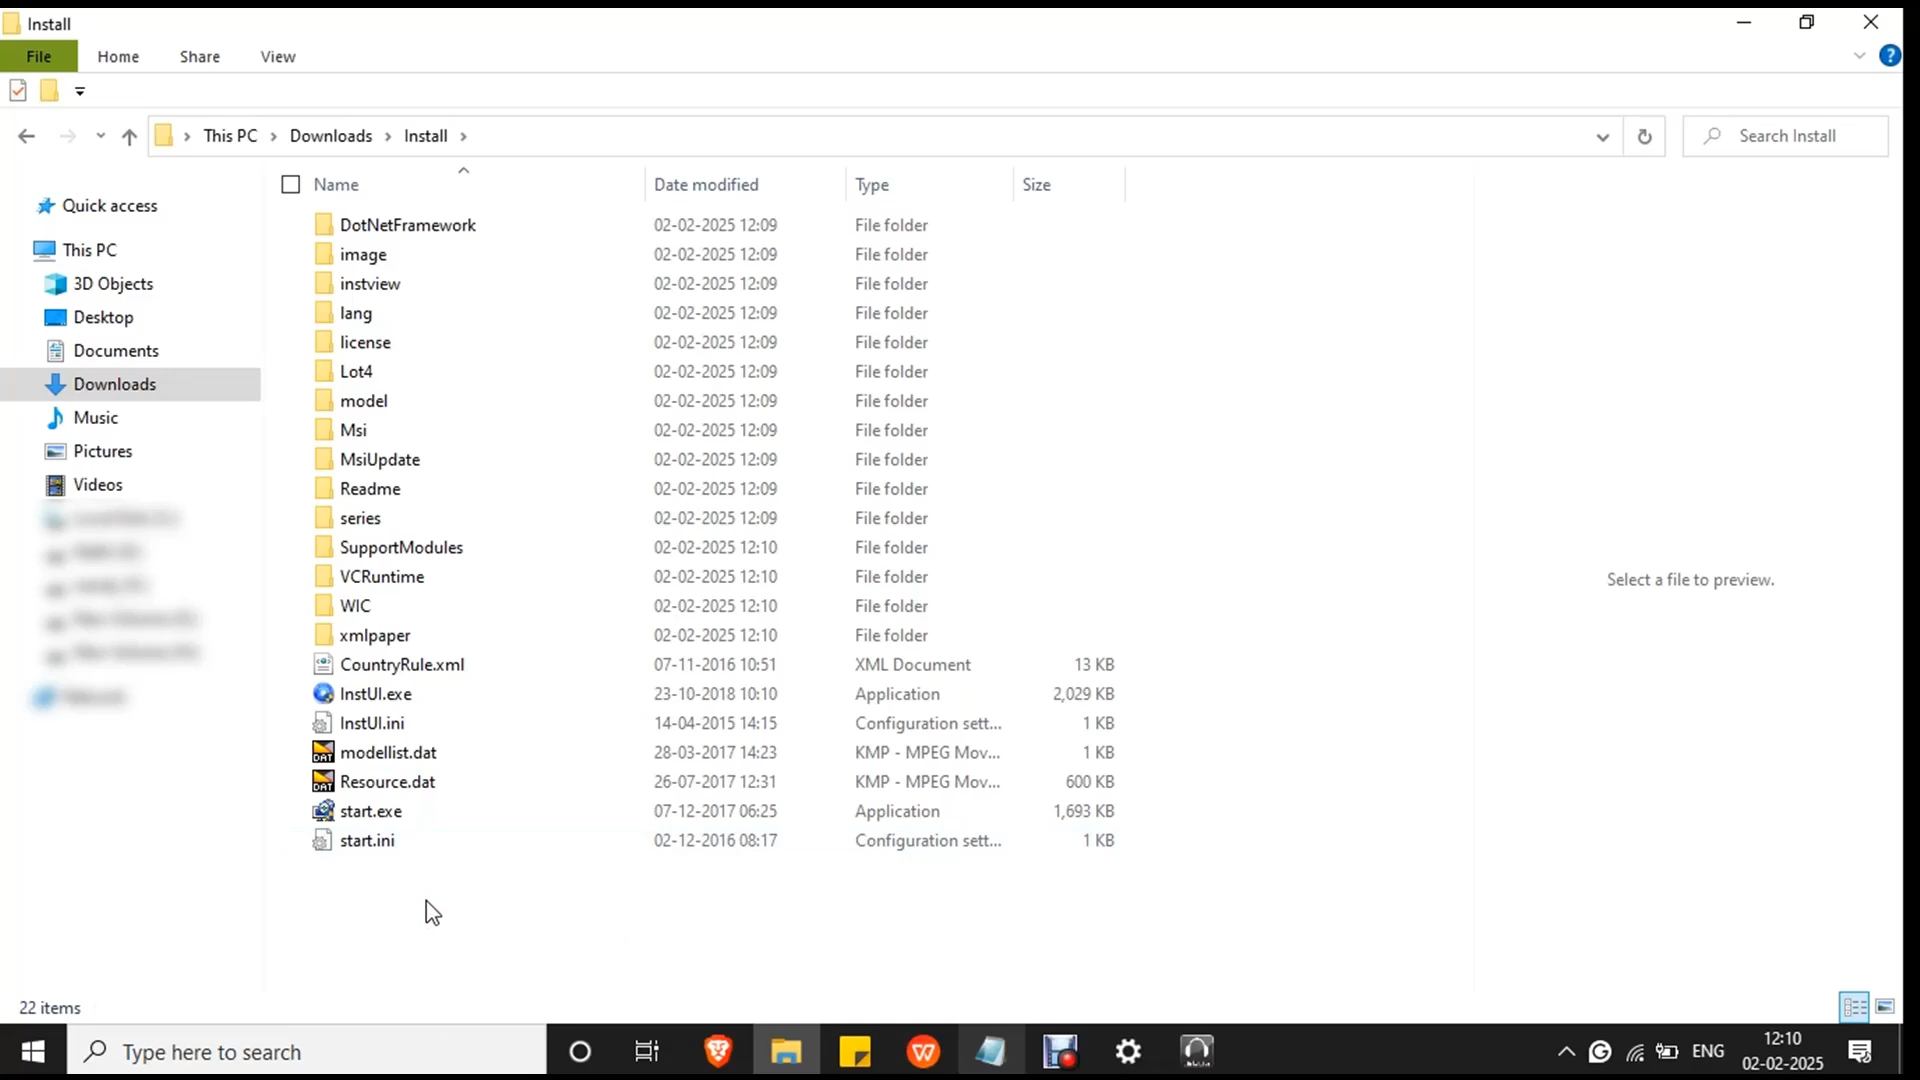 Install
File Home Share View
This PC Downloads Install
Search Install
Name Date modified Type Size
Quick access
This PC
3D Objects
Desktop
Documents
Downloads
Music
Pictures
Videos
DotNetFramework 02-02-2025 12:09 File folder
image 02-02-2025 12:09 File folder
instview 02-02-2025 12:09 File folder
lang 02-02-2025 12:09 File folder
license 02-02-2025 12:09 File folder
Lot4 02-02-2025 12:09 File folder
model 02-02-2025 12:09 File folder
Msi 02-02-2025 12:09 File folder
MsiUpdate 02-02-2025 12:09 File folder
Readme 02-02-2025 12:09 File folder
series 02-02-2025 12:09 File folder
SupportModules 02-02-2025 12:10 File folder
VCRuntime 02-02-2025 12:10 File folder
WIC 02-02-2025 12:10 File folder
xmlpaper 02-02-2025 12:10 File folder
CountryRule.xml 07-11-2016 10:51 XML Document 13 KB
InstUI.exe 23-10-2018 10:10 Application 2,029 KB
InstUI.ini 14-04-2015 14:15 Configuration sett... 1 KB
modellist.dat 28-03-2017 14:23 KMP - MPEG Mov... 1 KB
Resource.dat 26-07-2017 12:31 KMP - MPEG Mov... 600 KB
start.exe 07-12-2017 06:25 Application 1,693 KB
start.ini 02-12-2016 08:17 Configuration sett... 1 KB
Select a file to preview.
22 items
Type here to search
ENG
12:10
02-02-2025